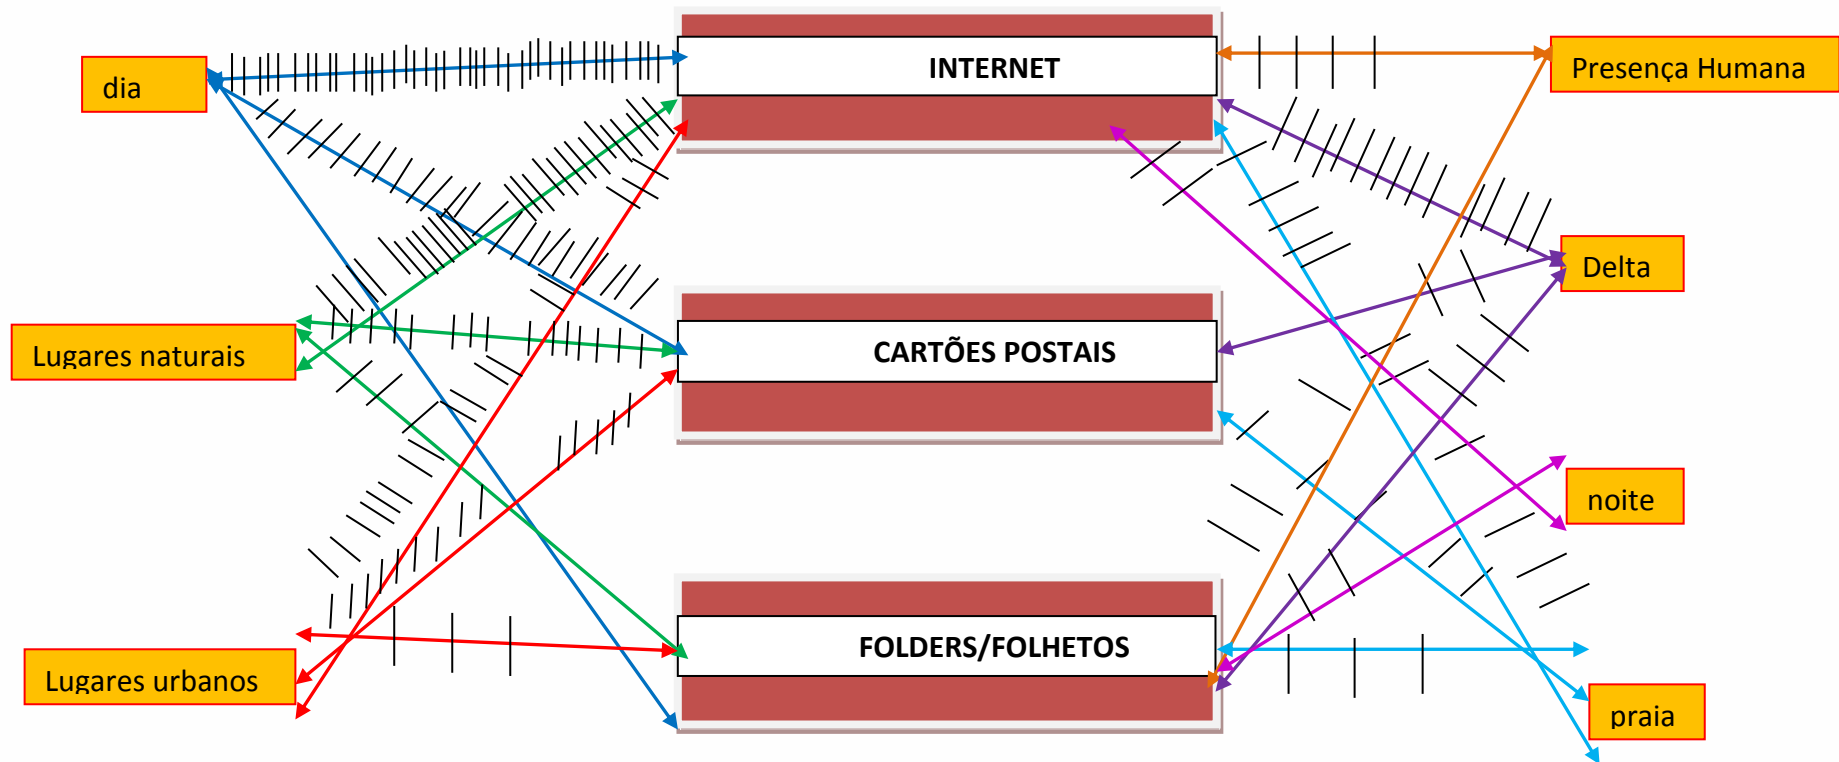 INTERNET
Presença Humana
dia
Delta
Lugares naturais
CARTÕES POSTAIS
noite
FOLDERS/FOLHETOS
Lugares urbanos
praia